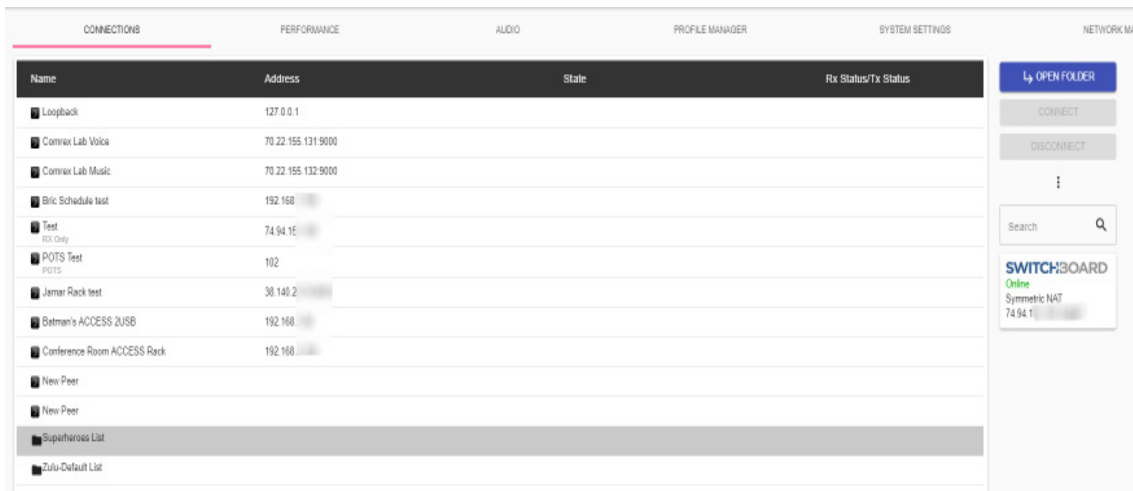 CONNECTIONS PERFORMANCE AUDIO PROFILE MANAGER SYSTEM SETTINGS NETWORK MA
Name Address State Rx Status/Tx Status
Loopback 127.0.0.1
Comrex Lab Voice 70.22.155.131:9000
Comrex Lab Music 70.22.155.132:9000
Bric Schedule test 192.168
Test 74.94.15
RX Only
POTS Test 102
POTS
Jamar Rack test 38.140.2
Batman's ACCESS 2USB 192.168.
Conference Room ACCESS Rack 192.168.
New Peer
New Peer
Superheroes List
Zulu-Default List
OPEN FOLDER
CONNECT
DISCONNECT
Search
SWITCHBOARD
Online
Symmetric NAT
74.94.1